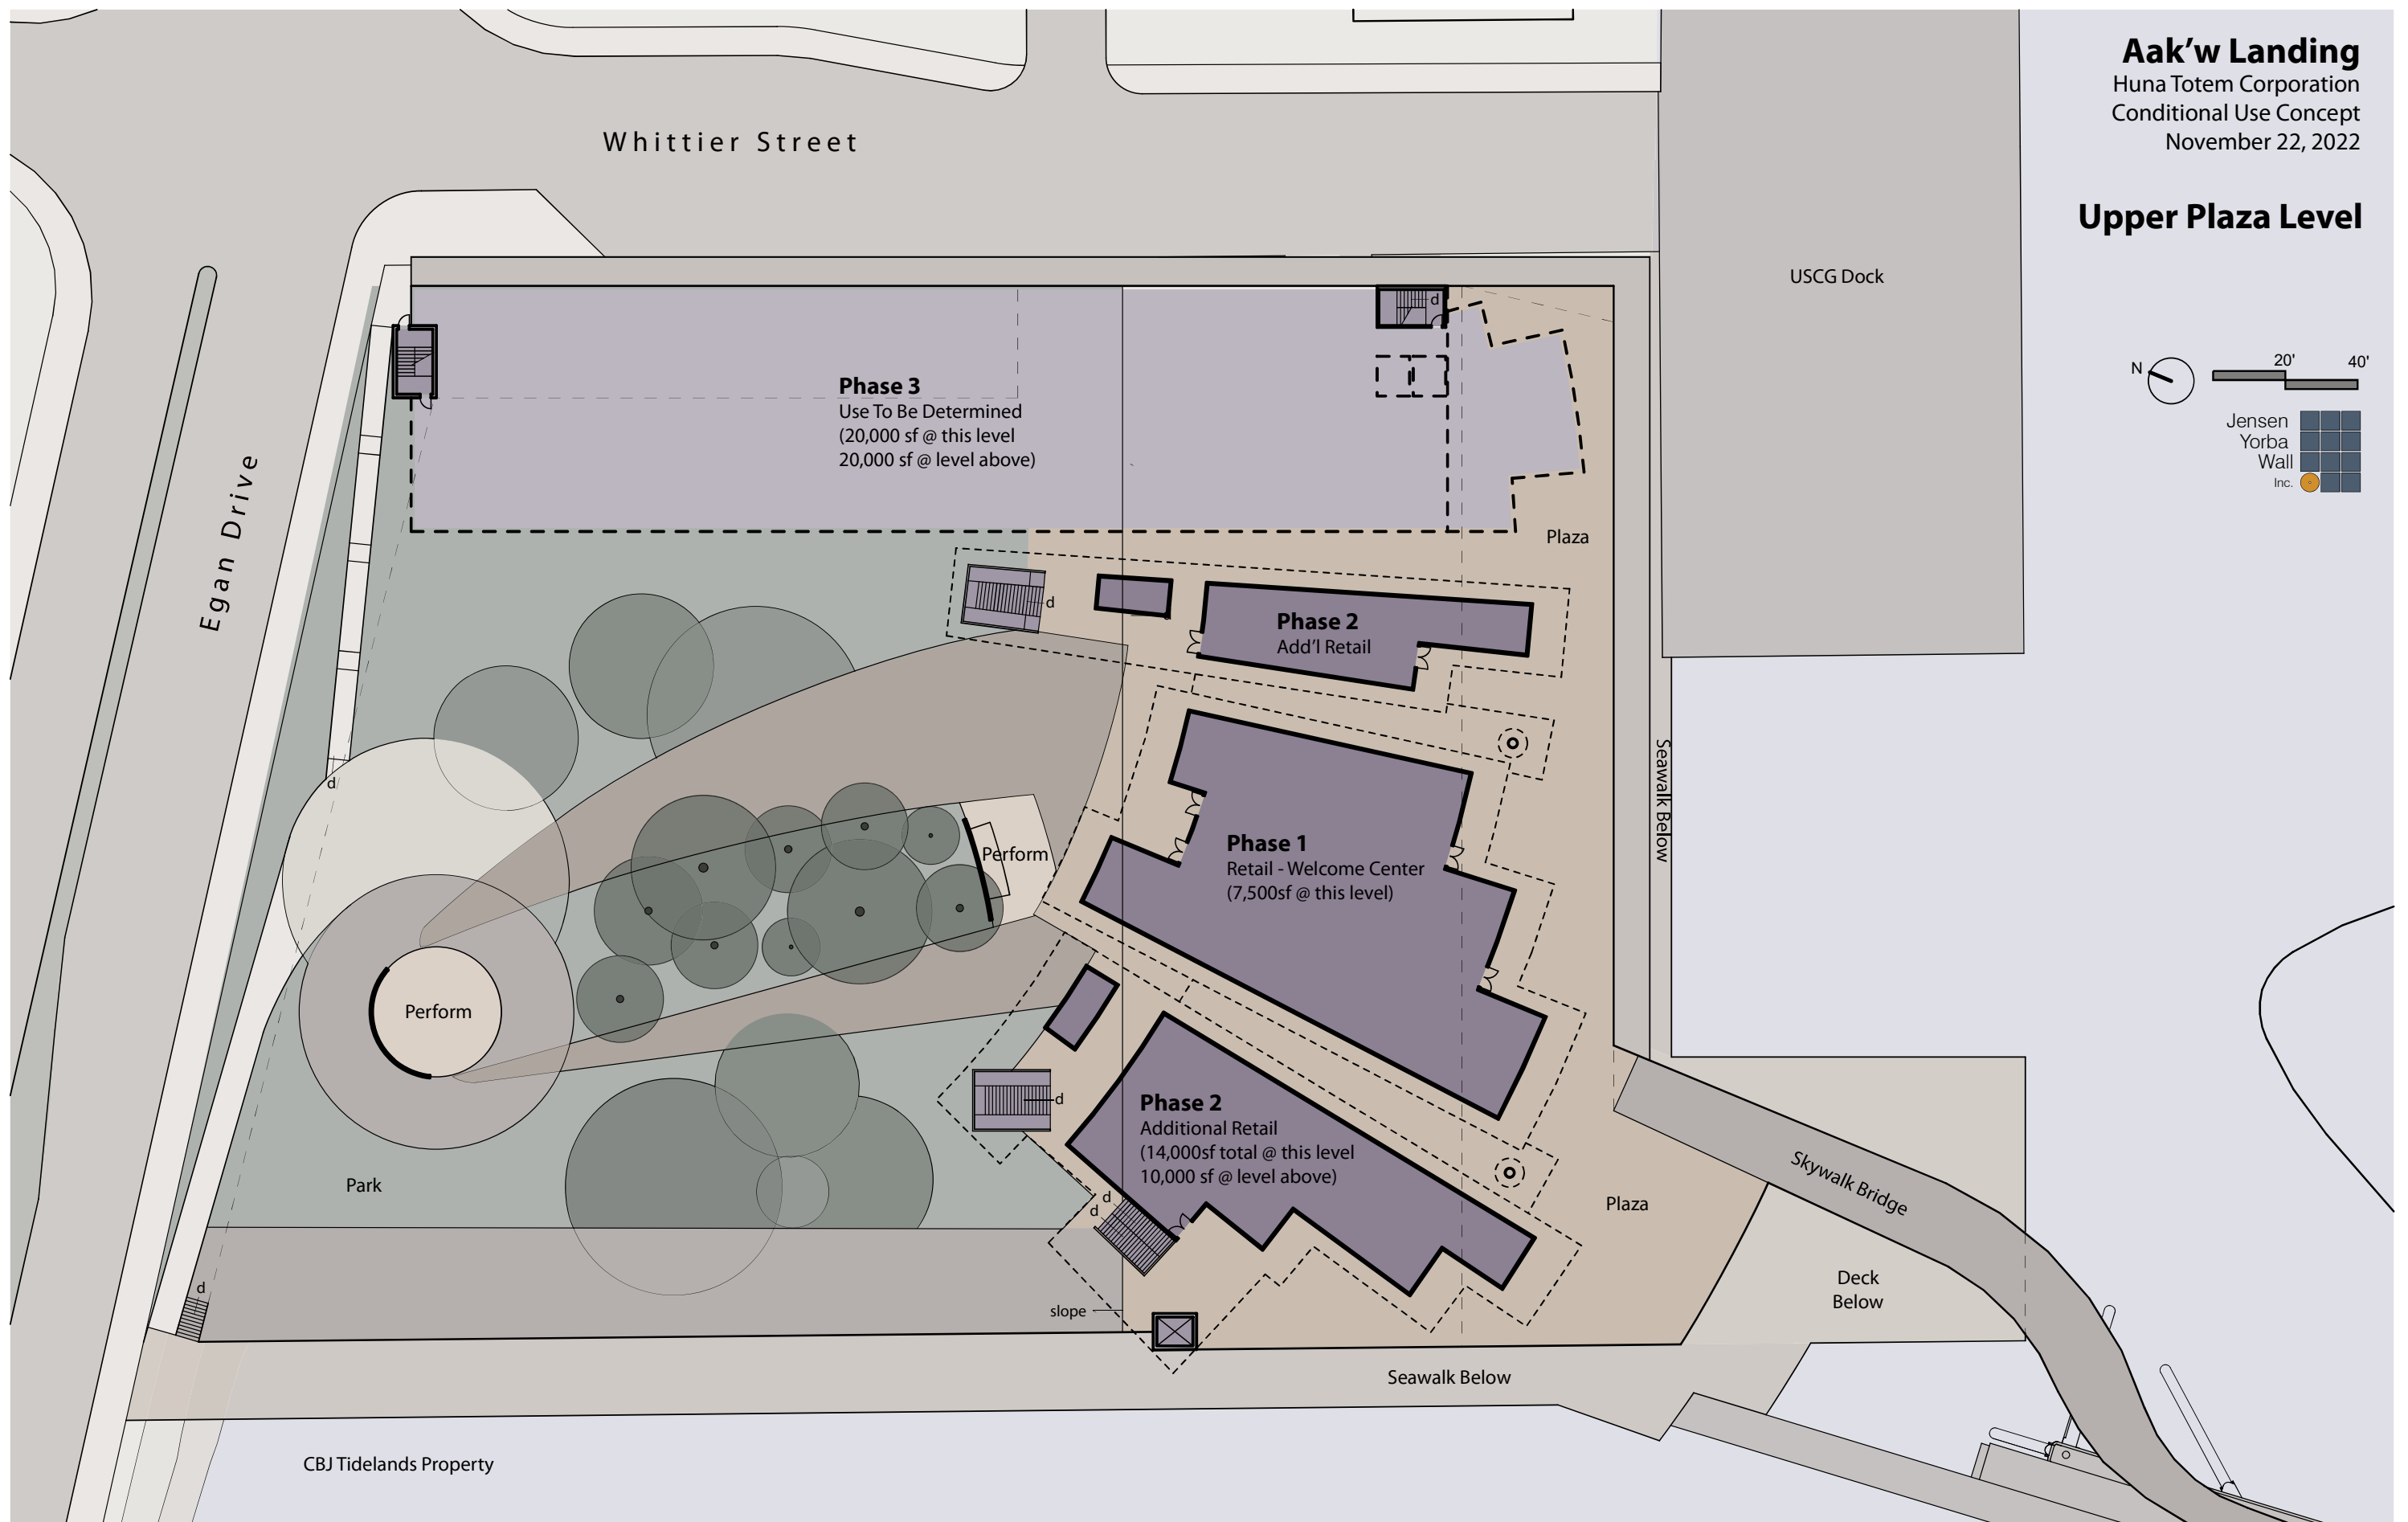 Aak’w Landing
Huna Totem Corporation
Conditional Use Concept
November 22, 2022
Upper Plaza Level
Whittier Street
USCG Dock
N
20'
40'
Jensen
Yorba
Wall
Inc.
d
Phase 3
Use To Be Determined
(20,000 sf @ this level
20,000 sf @ level above)
Egan Drive
Plaza
d
Phase 2
Add’l Retail
Seawalk Below
d
Phase 1
Retail - Welcome Center
(7,500sf @ this level)
Perform
Perform
d
Phase 2
Additional Retail
(14,000sf total @ this level
10,000 sf @ level above)
Skywalk Bridge
Park
d
d
Plaza
Deck
Below
d
slope
Seawalk Below
CBJ Tidelands Property